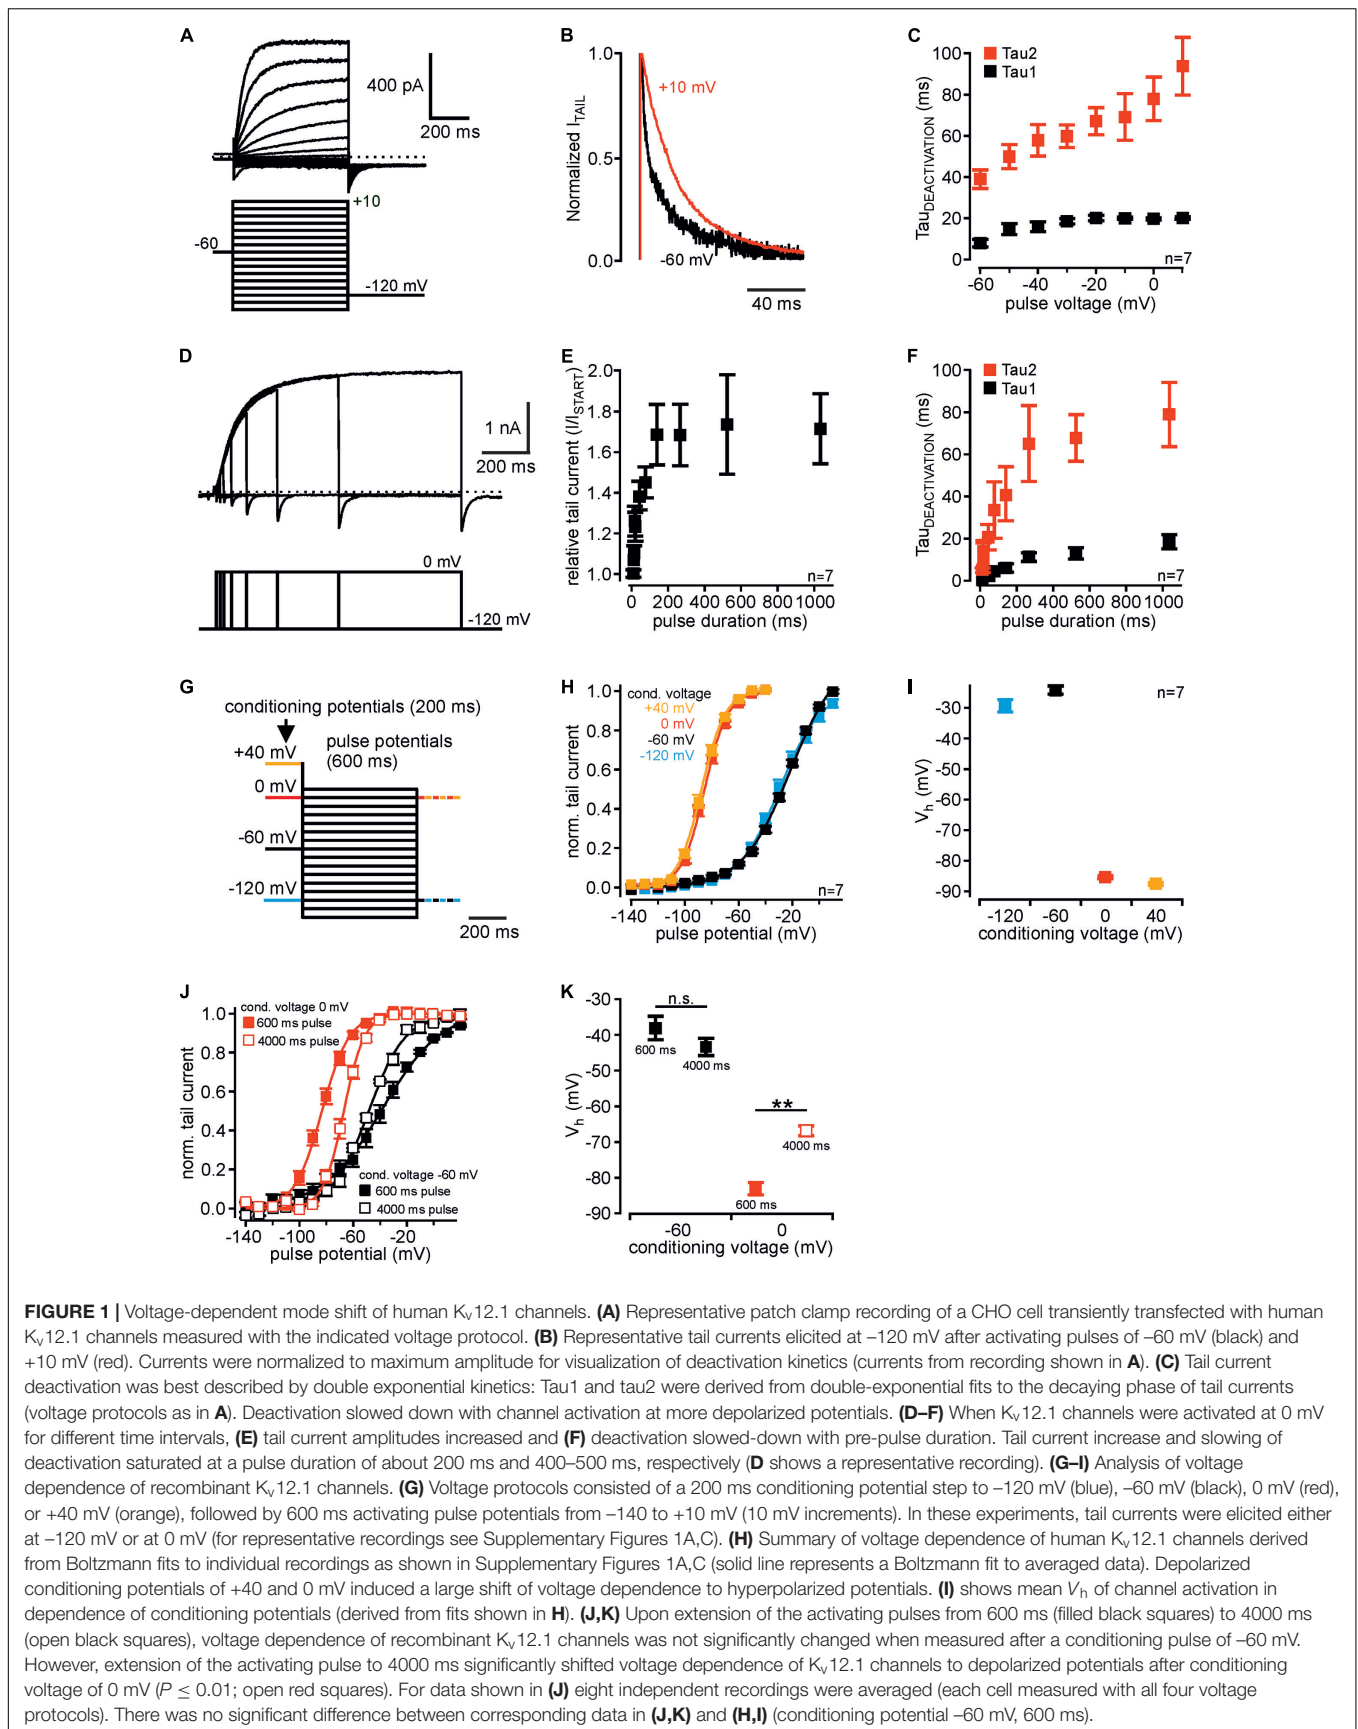 A
400 pA
200 ms
+10
-60
-120 mV
B
1.0
0.5
0.0
Normalized I_TAIL
+10 mV
-60 mV
40 ms
C
100
80
60
40
20
0
Tau_DEACTIVATION (ms)
Tau2
Tau1
n=7
-60 -40 -20 0
pulse voltage (mV)
D
1 nA
200 ms
0 mV
-120 mV
E
2.0
1.8
1.6
1.4
1.2
1.0
relative tail current (I/I_START)
n=7
0 200 400 600 800 1000
pulse duration (ms)
F
100
80
60
40
20
0
Tau_DEACTIVATION (ms)
Tau2
Tau1
n=7
0 200 400 600 800 1000
pulse duration (ms)
G
conditioning potentials (200 ms)
pulse potentials
(600 ms)
+40 mV
0 mV
-60 mV
-120 mV
200 ms
H
1.0
0.8
0.6
0.4
0.2
0.0
norm. tail current
cond. voltage
+40 mV
0 mV
-60 mV
-120 mV
n=7
-140 -100 -60 -20
pulse potential (mV)
I
-30
-40
-50
-60
-70
-80
-90
V_h (mV)
n=7
-120 -60 0 40
conditioning voltage (mV)
J
1.0
0.8
0.6
0.4
0.2
0.0
norm. tail current
cond. voltage 0 mV
600 ms pulse
4000 ms pulse
cond. voltage -60 mV
600 ms pulse
4000 ms pulse
-140 -100 -60 -20
pulse potential (mV)
K
-30
-40
-50
-60
-70
-80
-90
V_h (mV)
n.s.
600 ms
4000 ms
**
4000 ms
600 ms
-60 0
conditioning voltage (mV)
FIGURE 1 | Voltage-dependent mode shift of human Kv12.1 channels. (A) Representative patch clamp recording of a CHO cell transiently transfected with human
Kv12.1 channels measured with the indicated voltage protocol. (B) Representative tail currents elicited at –120 mV after activating pulses of –60 mV (black) and
+10 mV (red). Currents were normalized to maximum amplitude for visualization of deactivation kinetics (currents from recording shown in A). (C) Tail current
deactivation was best described by double exponential kinetics: Tau1 and tau2 were derived from double-exponential fits to the decaying phase of tail currents
(voltage protocols as in A). Deactivation slowed down with channel activation at more depolarized potentials. (D–F) When Kv12.1 channels were activated at 0 mV
for different time intervals, (E) tail current amplitudes increased and (F) deactivation slowed-down with pre-pulse duration. Tail current increase and slowing of
deactivation saturated at a pulse duration of about 200 ms and 400–500 ms, respectively (D shows a representative recording). (G–I) Analysis of voltage
dependence of recombinant Kv12.1 channels. (G) Voltage protocols consisted of a 200 ms conditioning potential step to –120 mV (blue), –60 mV (black), 0 mV (red),
or +40 mV (orange), followed by 600 ms activating pulse potentials from –140 to +10 mV (10 mV increments). In these experiments, tail currents were elicited either
at –120 mV or at 0 mV (for representative recordings see Supplementary Figures 1A,C). (H) Summary of voltage dependence of human Kv12.1 channels derived
from Boltzmann fits to individual recordings as shown in Supplementary Figures 1A,C (solid line represents a Boltzmann fit to averaged data). Depolarized
conditioning potentials of +40 and 0 mV induced a large shift of voltage dependence to hyperpolarized potentials. (I) shows mean Vh of channel activation in
dependence of conditioning potentials (derived from fits shown in H). (J,K) Upon extension of the activating pulses from 600 ms (filled black squares) to 4000 ms
(open black squares), voltage dependence of recombinant Kv12.1 channels was not significantly changed when measured after a conditioning pulse of –60 mV.
However, extension of the activating pulse to 4000 ms significantly shifted voltage dependence of Kv12.1 channels to depolarized potentials after conditioning
voltage of 0 mV (P ≤ 0.01; open red squares). For data shown in (J) eight independent recordings were averaged (each cell measured with all four voltage
protocols). There was no significant difference between corresponding data in (J,K) and (H,I) (conditioning potential –60 mV, 600 ms).